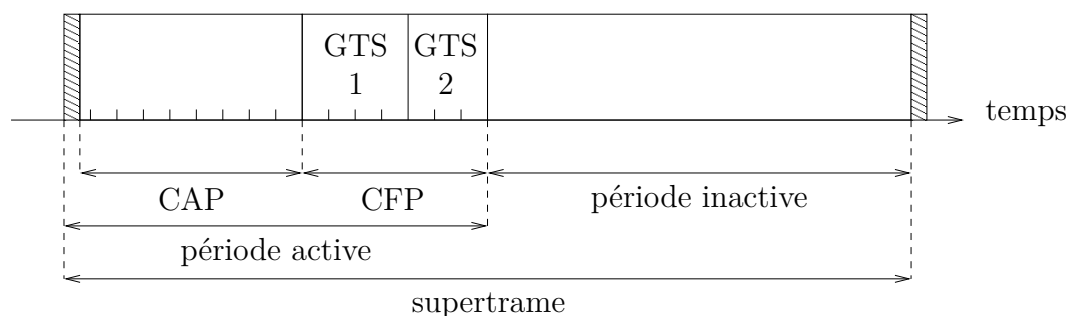 GTS
1
GTS
2
temps
CAP
CFP
période inactive
période active
supertrame